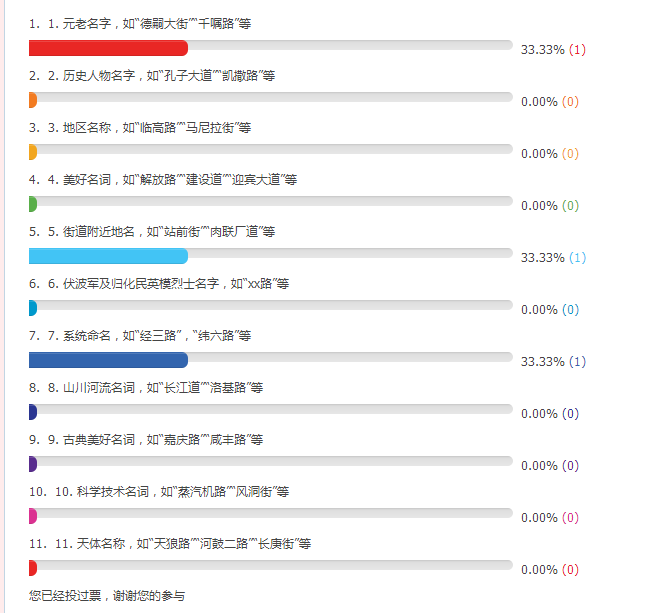 1. 1. 元老名字，如“德嗣大街”“千嘱路”等
33.33% (1)
2. 2. 历史人物名字，如“孔子大道”“凯撒路”等
0.00% (0)
3. 3. 地区名称，如“临高路”“马尼拉街”等
0.00% (0)
4. 4. 美好名词，如“解放路”“建设道”“迎宾大道”等
0.00% (0)
5. 5. 街道附近地名，如“站前街”“肉联厂道”等
33.33% (1)
6. 6. 伏波军及归化民英模烈士名字，如“xx路”等
0.00% (0)
7. 7. 系统命名，如“经三路”，“纬六路”等
33.33% (1)
8. 8. 山川河流名词，如“长江道”“洛基路”等
0.00% (0)
9. 9. 古典美好名词，如“嘉庆路”“咸丰路”等
0.00% (0)
10. 10. 科学技术名词，如“蒸汽机路”“风洞街”等
0.00% (0)
11. 11. 天体名称，如“天狼路”“河鼓二路”“长庚街”等
0.00% (0)
您已经投过票，谢谢您的参与